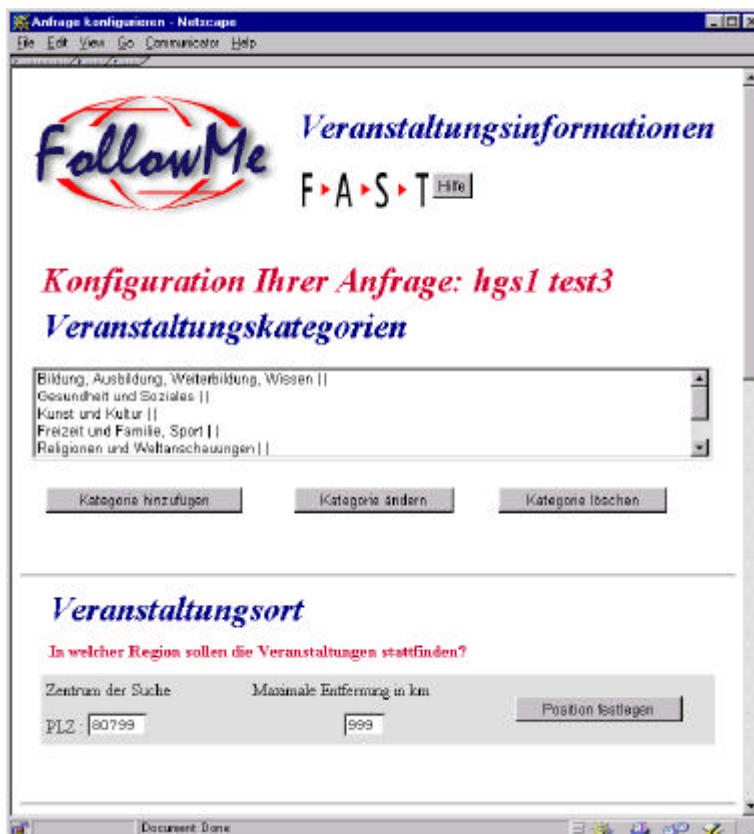 Anfrage konfigurieren - Netscape
File Edit View Go Communicator Help
FollowMe
Veranstaltungsinformationen
F A S T Hilfe
Konfiguration Ihrer Anfrage: hgs1 test3
Veranstaltungskategorien
Bildung, Ausbildung, Weiterbildung, Wissen ||
Gesundheit und Soziales ||
Kunst und Kultur ||
Freizeit und Familie, Sport ||
Religionen und Weltanschauungen ||
Kategorie hinzufügen Kategorie ändern Kategorie löschen
Veranstaltungsort
In welcher Region sollen die Veranstaltungen stattfinden?
Zentrum der Suche Maximale Entfernung in km
PLZ : 80799 999 Position festlegen
Document: Done